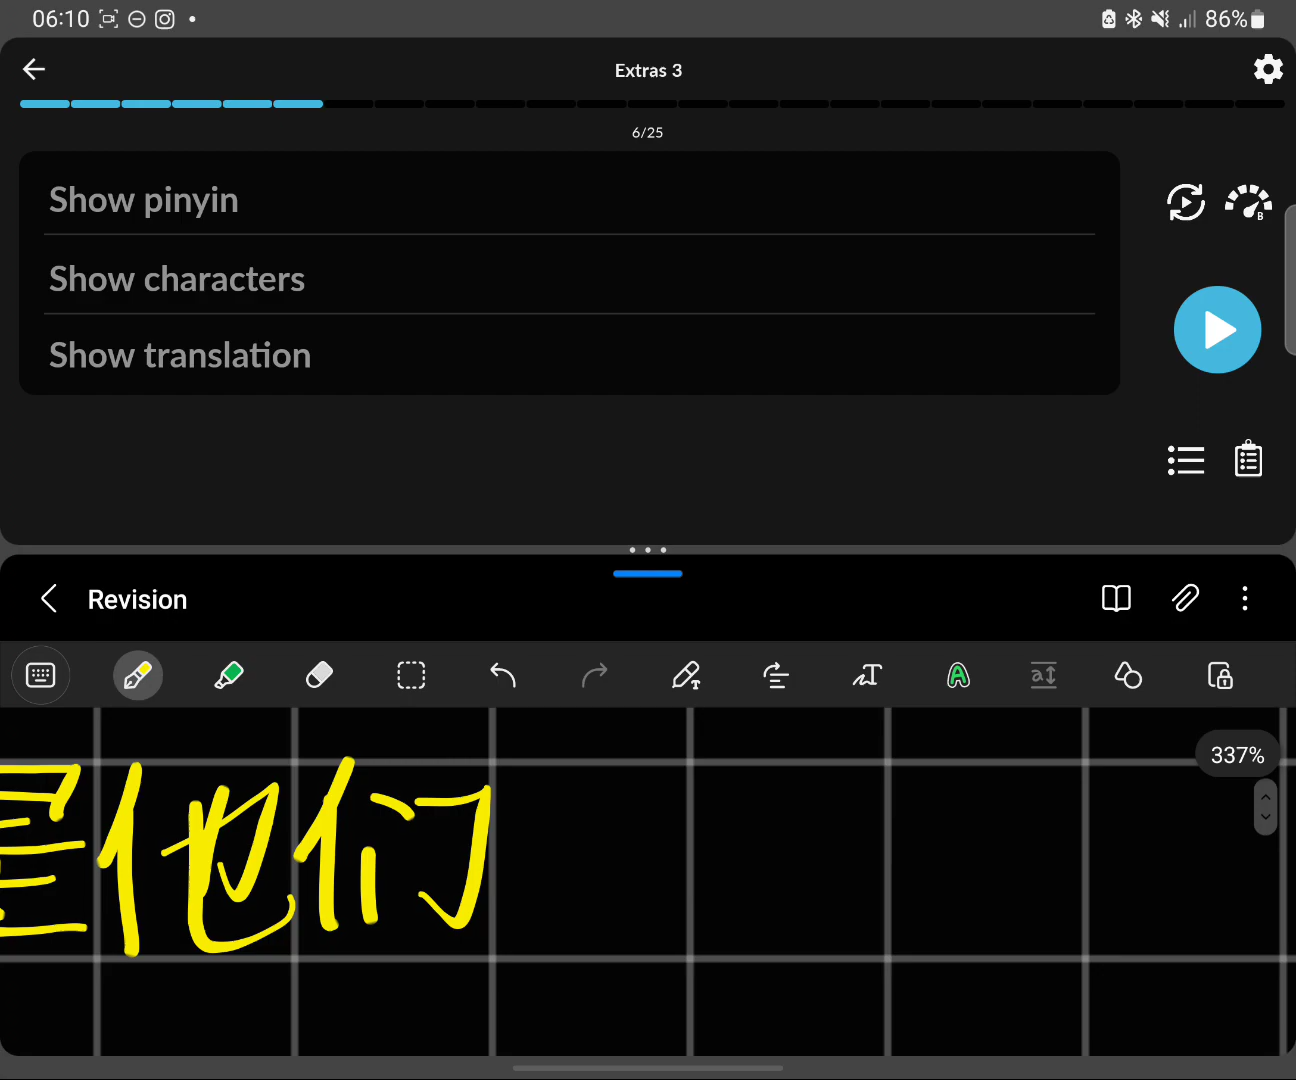 06:10
86%
Extras 3
6/25
Show pinyin
Show characters
Show translation
Revision
337%
他们